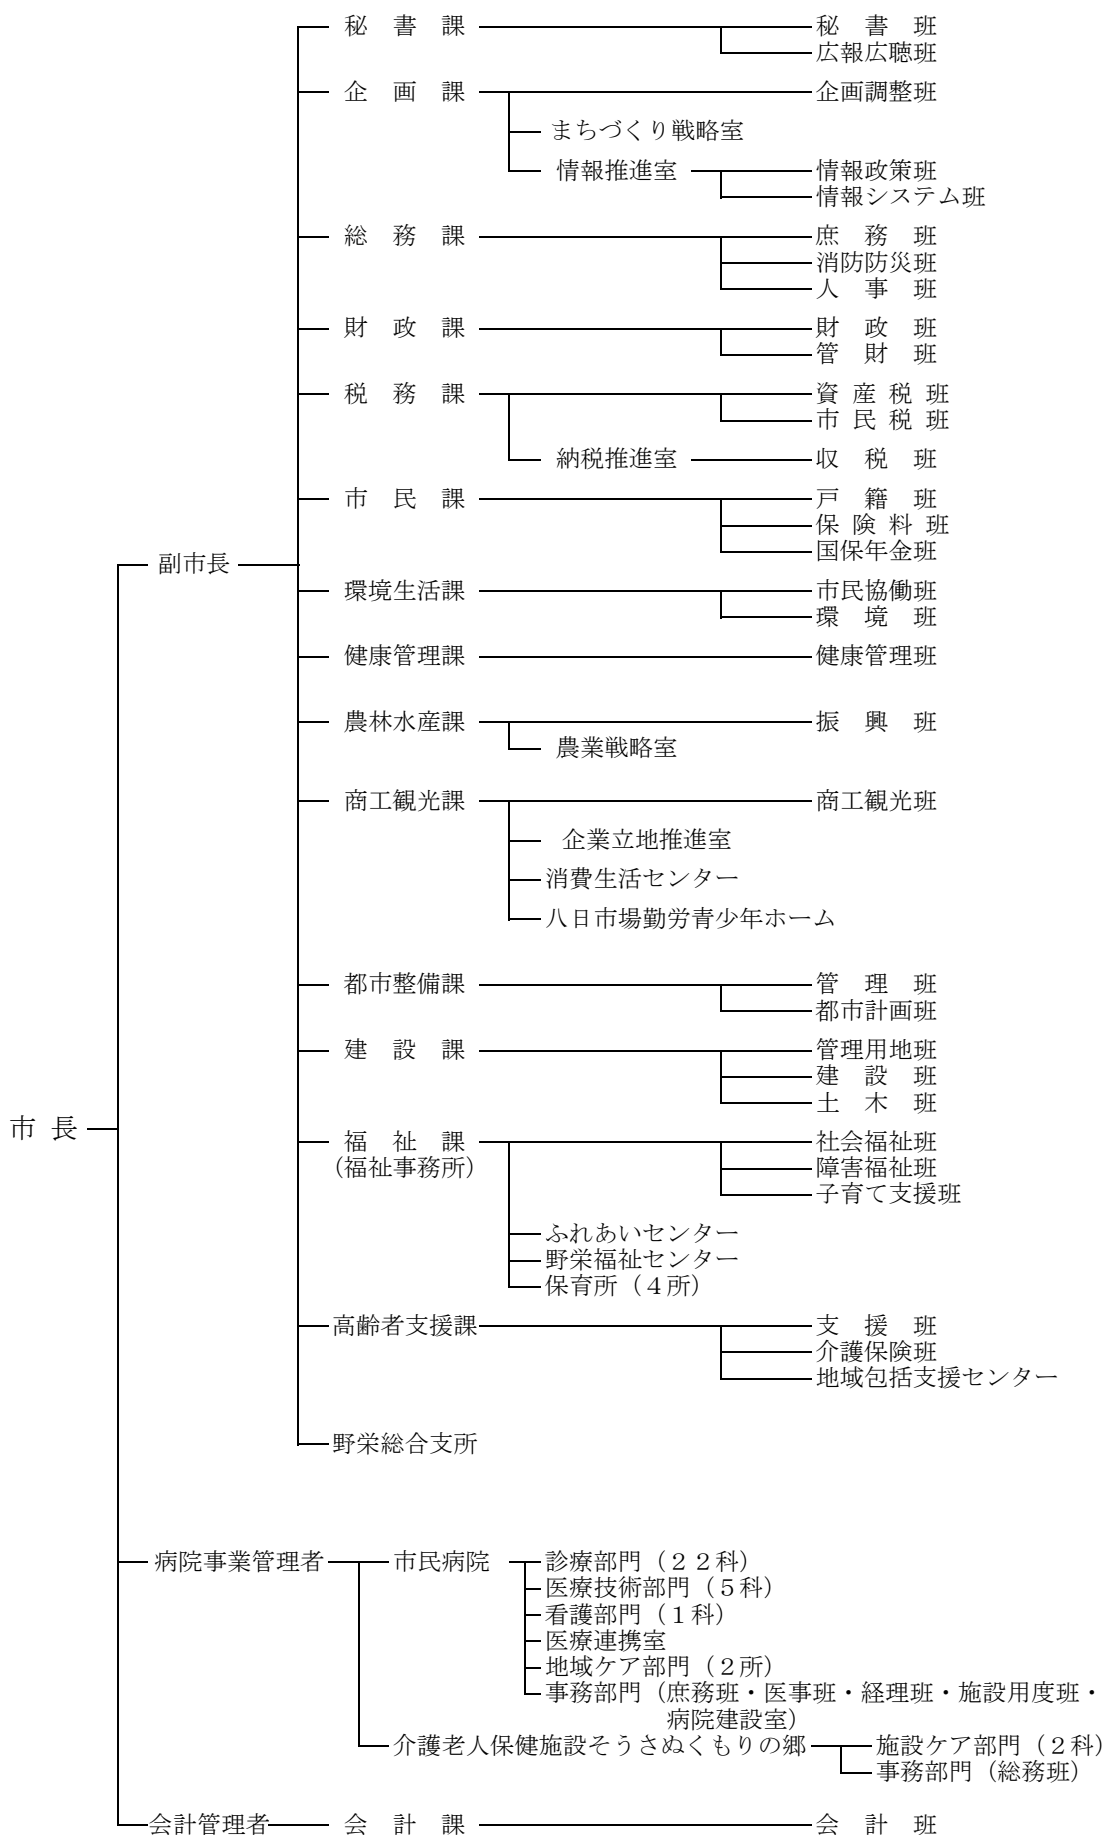 秘書課 秘書班
広報広聴班
企画課 企画調整班
まちづくり戦略室
情報推進室 情報政策班
情報システム班
総務課 庶務班
消防防災班
人事班
財政課 財政班
管財班
税務課 資産税班
市民税班
納税推進室 収税班
市民課 戸籍班
保険料班
国保年金班
副市長
環境生活課 市民協働班
環境班
健康管理課 健康管理班
農林水産課 振興班
農業戦略室
商工観光課 商工観光班
企業立地推進室
消費生活センター
八日市場勤労青少年ホーム
都市整備課 管理班
都市計画班
建設課 管理用地班
建設班
土木班
市長
福祉課 社会福祉班
(福祉事務所) 障害福祉班
子育て支援班
ふれあいセンター
野栄福祉センター
保育所(4所)
高齢者支援課 支援班
介護保険班
地域包括支援センター
野栄総合支所
病院事業管理者 市民病院 診療部門(22科)
医療技術部門(5科)
看護部門(1科)
医療連携室
地域ケア部門(2所)
事務部門(庶務班・医事班・経理班・施設用度班・
病院建設室)
介護老人保健施設そうさぬくもりの郷 施設ケア部門(2科)
事務部門(総務班)
会計管理者 会計課 会計班